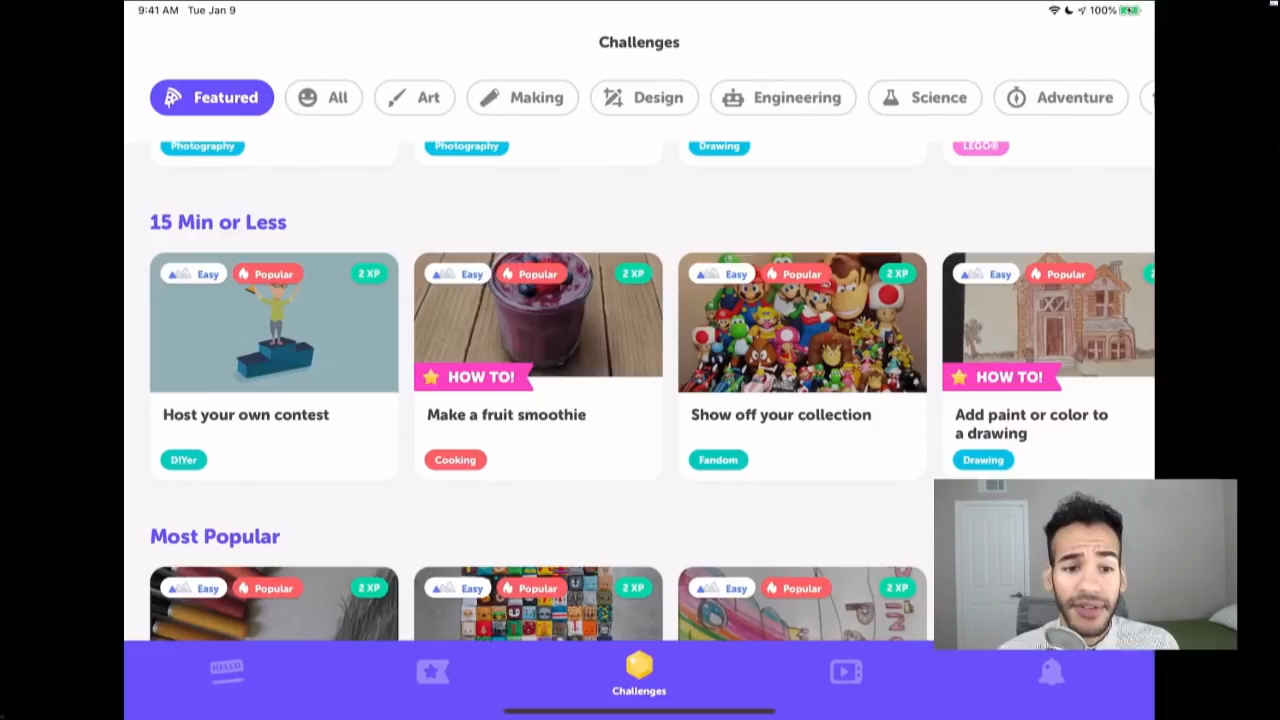 9:41 AM Tue Jan 9
100%
Challenges
Featured
All
Art
Making
Design
Engineering
Science
Adventure
Photography
Photography
Drawing
LEGO®
15 Min or Less
Easy
Popular
2 XP
Easy
Popular
2 XP
Easy
Popular
2 XP
Easy
Popular
2
HOW TO!
HOW TO!
Host your own contest
Make a fruit smoothie
Show off your collection
Add paint or color to
a drawing
DIYer
Cooking
Fandom
Drawing
Most Popular
Easy
Popular
2 XP
Easy
Popular
2 XP
Easy
Popular
2 XP
HELLO
Challenges